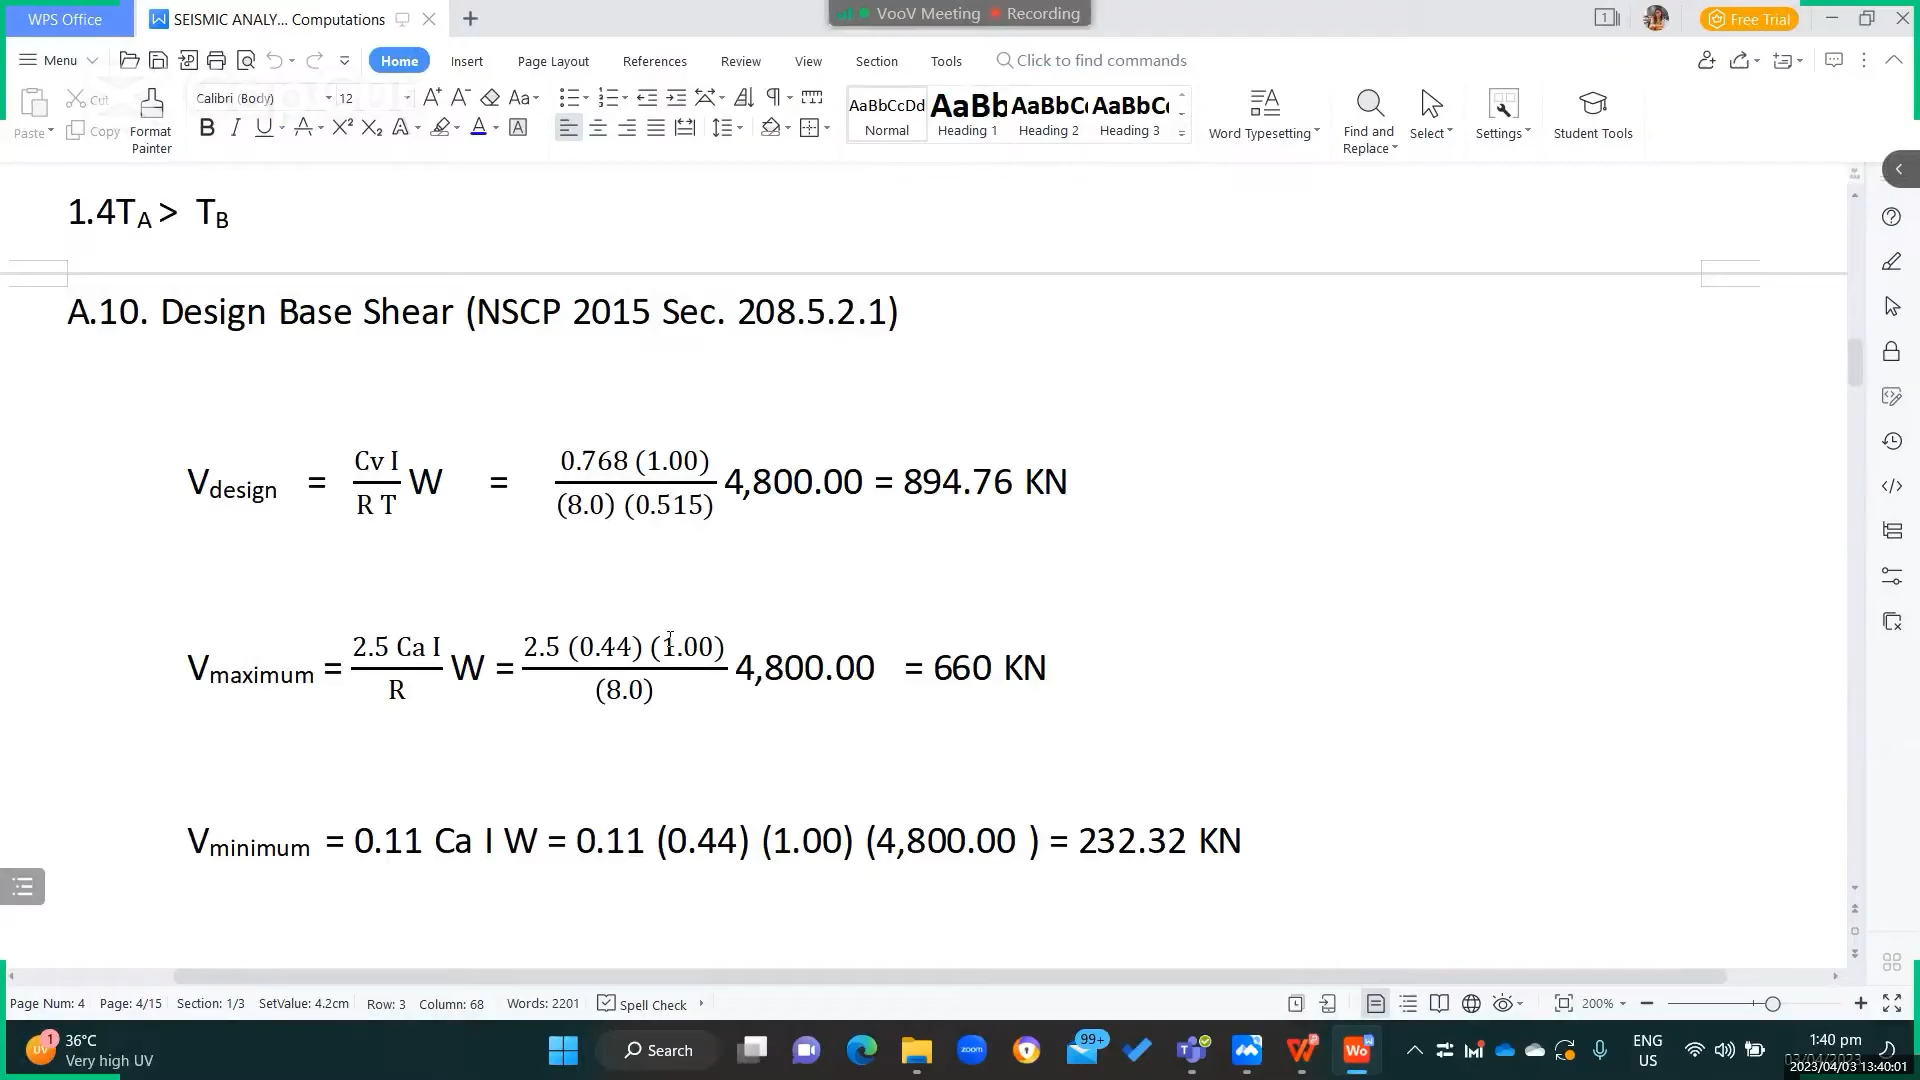 WPS Office
SEISMIC ANALY... Computations
VooV Meeting Recording
1
Free Trial
Menu
Home
Insert
Page Layout
References
Review
View
Section
Tools
Click to find commands
Paste
Cut
Copy
Format Painter
Calibri (Body)
12
AaBbCcDd
Normal
AaBb
Heading 1
AaBbC
Heading 2
AaBbC
Heading 3
Word Typesetting
Find and Replace
Select
Settings
Student Tools
1.4TA > TB
A.10. Design Base Shear (NSCP 2015 Sec. 208.5.2.1)
Vdesign = Cv I / R T W = 0.768 (1.00) / (8.0) (0.515) 4,800.00 = 894.76 KN
Vmaximum = 2.5 Ca I / R W = 2.5 (0.44) (1.00) / (8.0) 4,800.00 = 660 KN
Vminimum = 0.11 Ca I W = 0.11 (0.44) (1.00) (4,800.00 ) = 232.32 KN
Page Num: 4
Page: 4/15
Section: 1/3
SetValue: 4.2cm
Row: 3
Column: 68
Words: 2201
Spell Check
200%
1
UV
36°C
Very high UV
Search
zoom
99+
Wo
ENG
US
1:40 pm
03/04/2023
2023/04/03 13:40:01